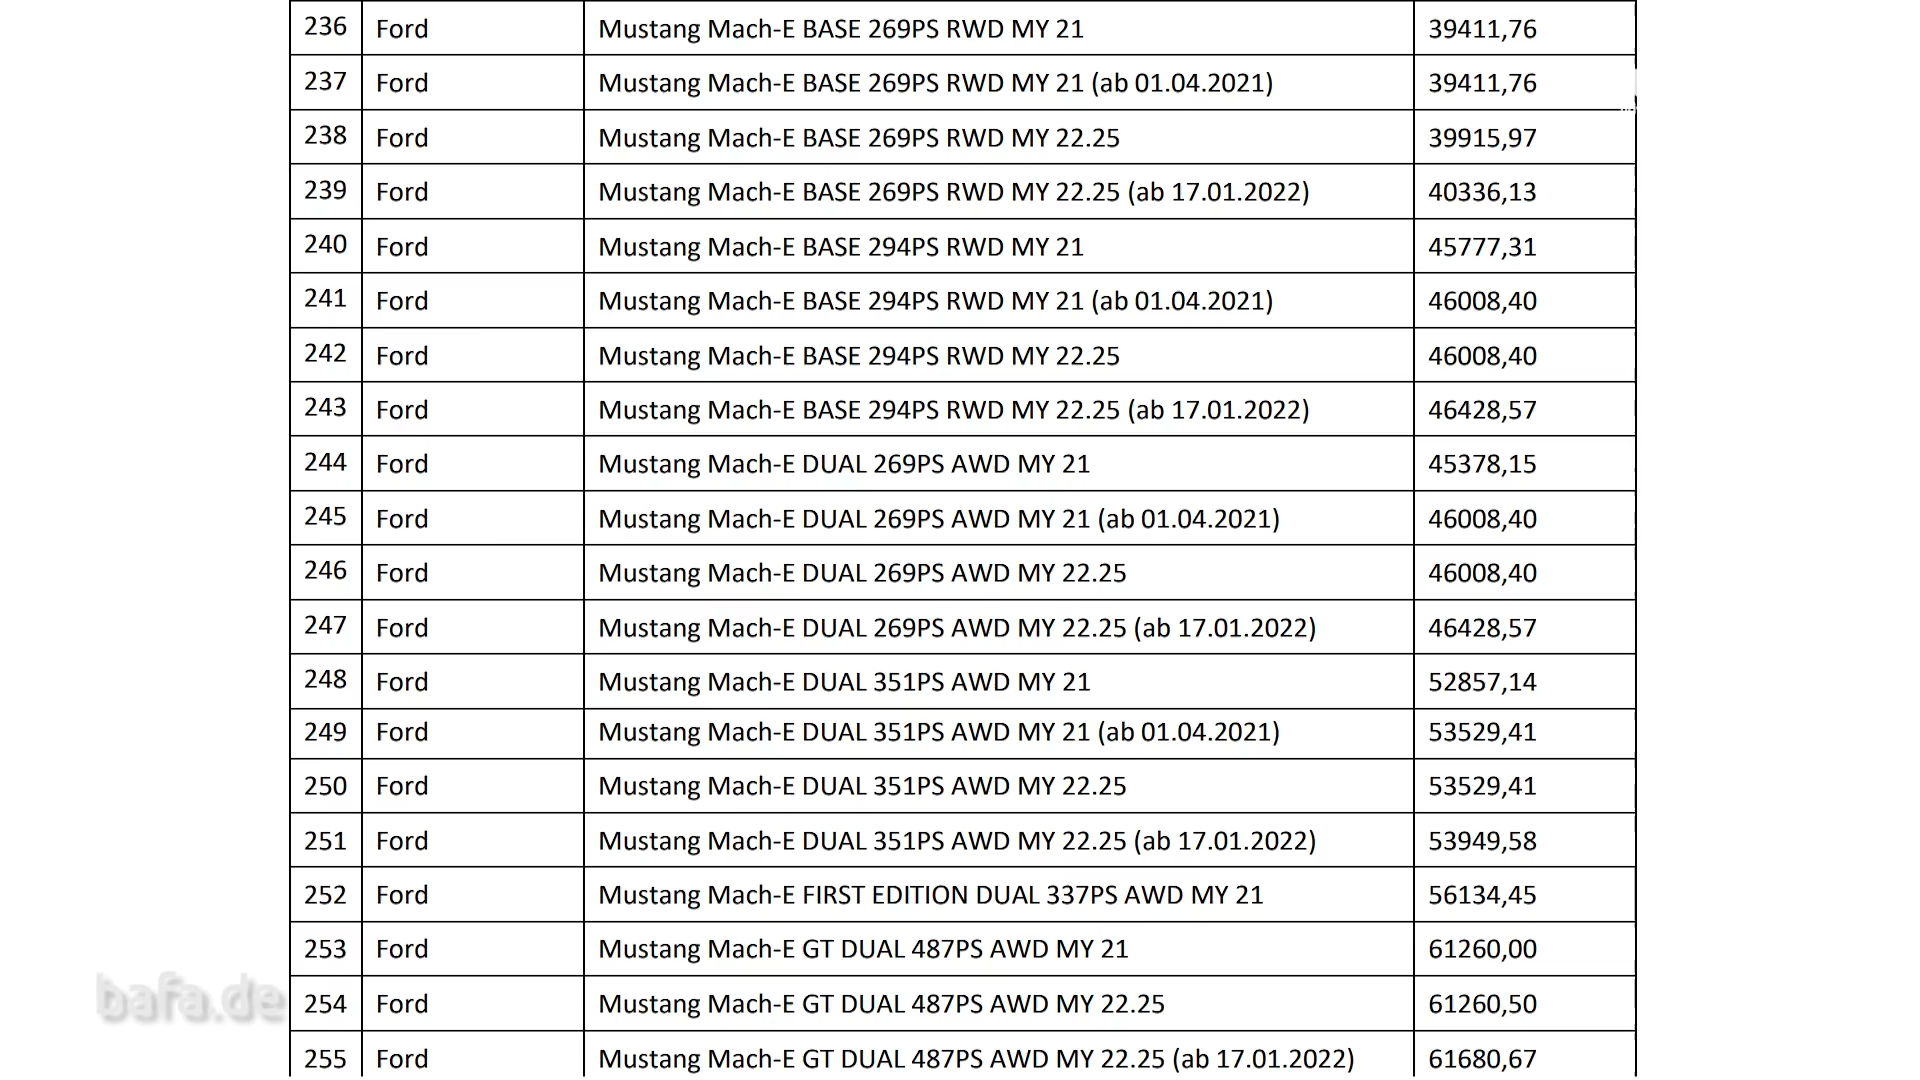 236 Ford Mustang Mach-E BASE 269PS RWD MY 21 39411,76
237 Ford Mustang Mach-E BASE 269PS RWD MY 21 (ab 01.04.2021) 39411,76
238 Ford Mustang Mach-E BASE 269PS RWD MY 22.25 39915,97
239 Ford Mustang Mach-E BASE 269PS RWD MY 22.25 (ab 17.01.2022) 40336,13
240 Ford Mustang Mach-E BASE 294PS RWD MY 21 45777,31
241 Ford Mustang Mach-E BASE 294PS RWD MY 21 (ab 01.04.2021) 46008,40
242 Ford Mustang Mach-E BASE 294PS RWD MY 22.25 46008,40
243 Ford Mustang Mach-E BASE 294PS RWD MY 22.25 (ab 17.01.2022) 46428,57
244 Ford Mustang Mach-E DUAL 269PS AWD MY 21 45378,15
245 Ford Mustang Mach-E DUAL 269PS AWD MY 21 (ab 01.04.2021) 46008,40
246 Ford Mustang Mach-E DUAL 269PS AWD MY 22.25 46008,40
247 Ford Mustang Mach-E DUAL 269PS AWD MY 22.25 (ab 17.01.2022) 46428,57
248 Ford Mustang Mach-E DUAL 351PS AWD MY 21 52857,14
249 Ford Mustang Mach-E DUAL 351PS AWD MY 21 (ab 01.04.2021) 53529,41
250 Ford Mustang Mach-E DUAL 351PS AWD MY 22.25 53529,41
251 Ford Mustang Mach-E DUAL 351PS AWD MY 22.25 (ab 17.01.2022) 53949,58
252 Ford Mustang Mach-E FIRST EDITION DUAL 337PS AWD MY 21 56134,45
253 Ford Mustang Mach-E GT DUAL 487PS AWD MY 21 61260,00
254 Ford Mustang Mach-E GT DUAL 487PS AWD MY 22.25 61260,50
255 Ford Mustang Mach-E GT DUAL 487PS AWD MY 22.25 (ab 17.01.2022) 61680,67
bafa.de